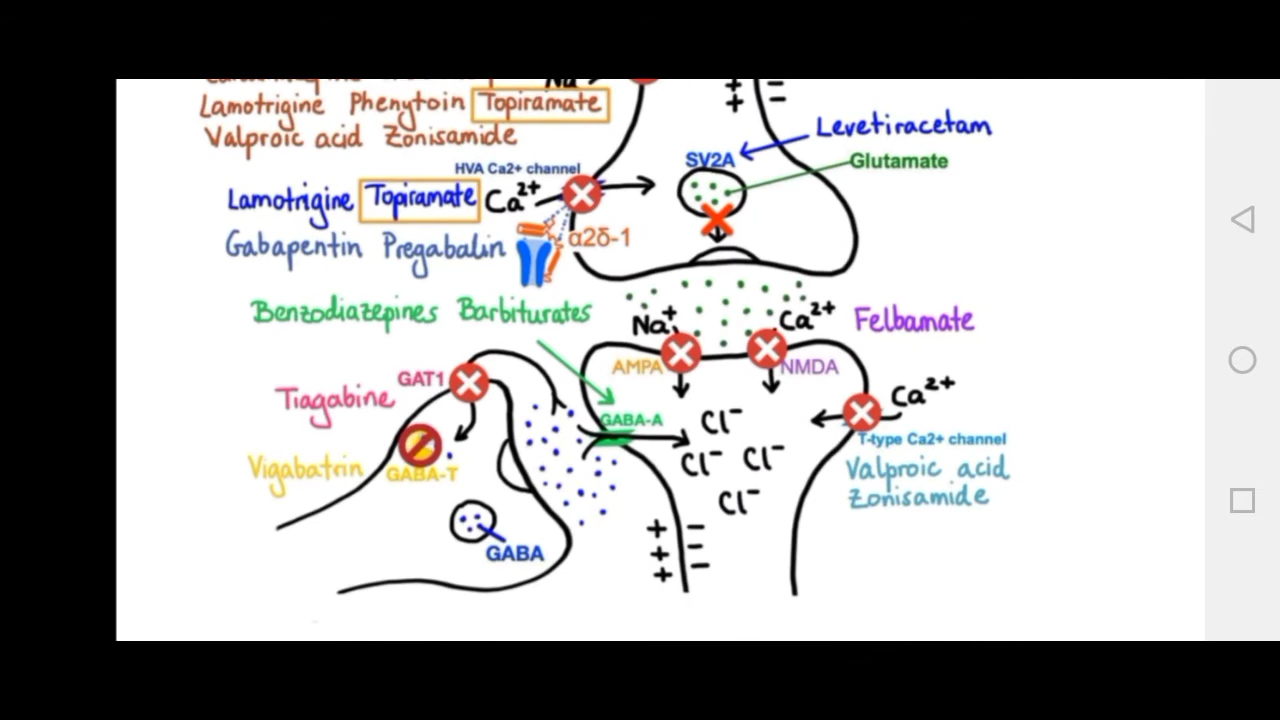 Na
Lamotrigine Phenytoin Topiramate
Valproic acid Zonisamide
Levetiracetam
SV2A
Glutamate
HVA Ca2+ channel
Lamotrigine Topiramate Ca2+
Gabapentin Pregabalin α2δ-1
Benzodiazepines Barbiturates
Na+ Ca2+ Felbamate
AMPA NMDA
GAT1
Tiagabine
Ca2+
GABA-A
Cl-
T-type Ca2+ channel
Vigabatrin GABA-T
Cl- Cl-
Valproic acid
Zonisamide
Cl-
GABA